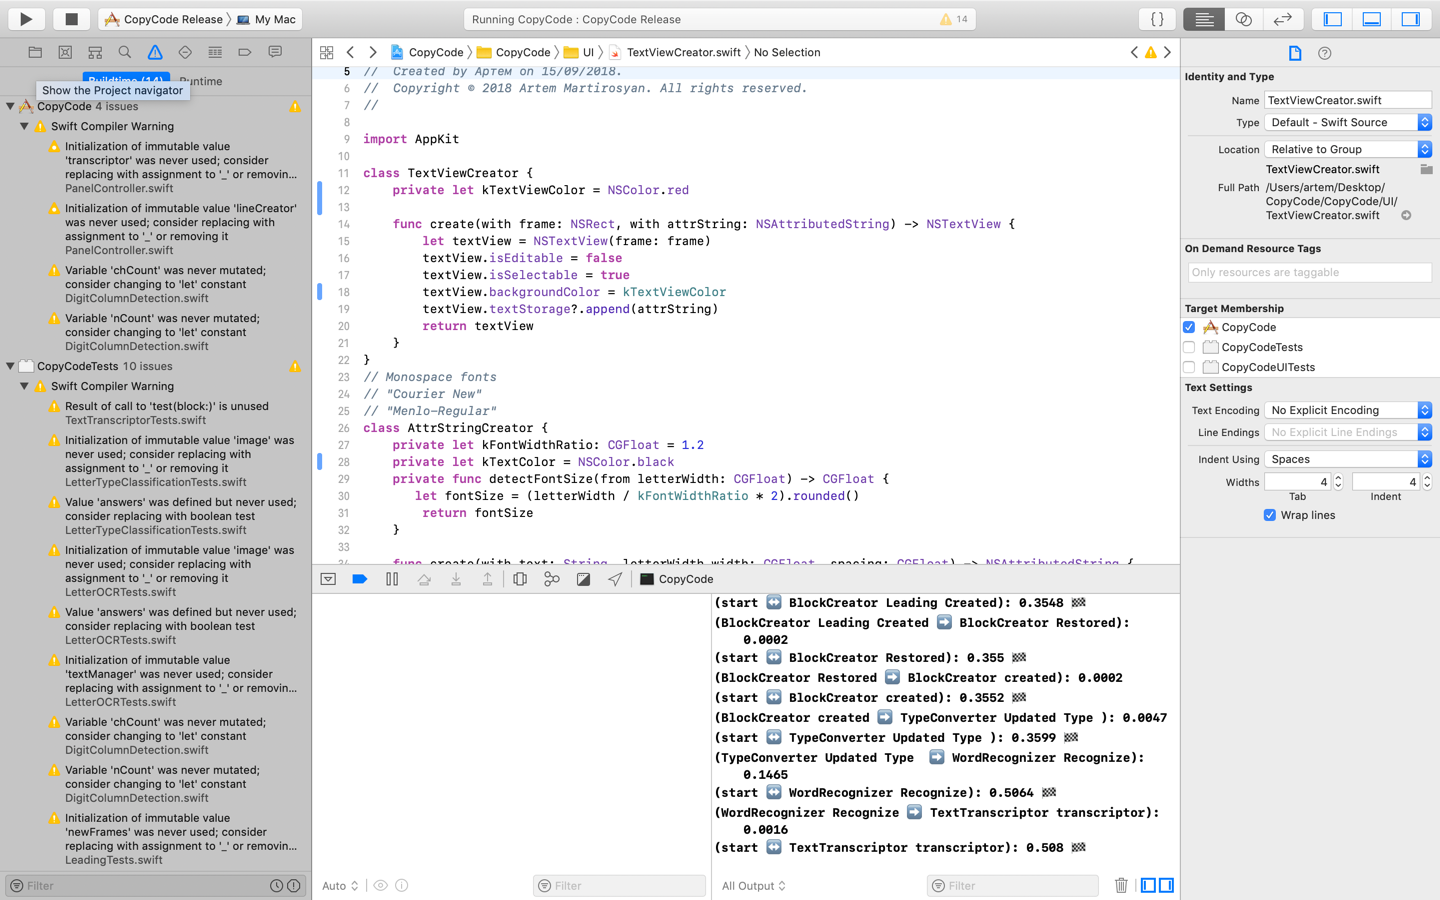 CopyCode Release
My Mac
Running CopyCode : CopyCode Release
14
Buildtime (14)
Runtime
Show the Project navigator
CopyCode 4 issues
Swift Compiler Warning
Initialization of immutable value
'transcriptor' was never used; consider
replacing with assignment to '_' or removin...
PanelController.swift
Initialization of immutable value 'lineCreator'
was never used; consider replacing with
assignment to '_' or removing it
PanelController.swift
Variable 'chCount' was never mutated;
consider changing to 'let' constant
DigitColumnDetection.swift
Variable 'nCount' was never mutated;
consider changing to 'let' constant
DigitColumnDetection.swift
CopyCodeTests 10 issues
Swift Compiler Warning
Result of call to 'test(block:)' is unused
TextTranscriptorTests.swift
Initialization of immutable value 'image' was
never used; consider replacing with
assignment to '_' or removing it
LetterTypeClassificationTests.swift
Value 'answers' was defined but never used;
consider replacing with boolean test
LetterTypeClassificationTests.swift
Initialization of immutable value 'image' was
never used; consider replacing with
assignment to '_' or removing it
LetterOCRTests.swift
Value 'answers' was defined but never used;
consider replacing with boolean test
LetterOCRTests.swift
Initialization of immutable value
'textManager' was never used; consider
replacing with assignment to '_' or removin...
LetterOCRTests.swift
Variable 'chCount' was never mutated;
consider changing to 'let' constant
DigitColumnDetection.swift
Variable 'nCount' was never mutated;
consider changing to 'let' constant
DigitColumnDetection.swift
Initialization of immutable value
'newFrames' was never used; consider
replacing with assignment to '_' or removin...
LeadingTests.swift
Filter
CopyCode
CopyCode
UI
TextViewCreator.swift
No Selection
5 // Created by Артем on 15/09/2018.
6 // Copyright © 2018 Artem Martirosyan. All rights reserved.
7 //
8
9 import AppKit
10
11 class TextViewCreator {
12 private let kTextViewColor = NSColor.red
13
14 func create(with frame: NSRect, with attrString: NSAttributedString) -> NSTextView {
15 let textView = NSTextView(frame: frame)
16 textView.isEditable = false
17 textView.isSelectable = true
18 textView.backgroundColor = kTextViewColor
19 textView.textStorage?.append(attrString)
20 return textView
21 }
22 }
23 // Monospace fonts
24 // "Courier New"
25 // "Menlo-Regular"
26 class AttrStringCreator {
27 private let kFontWidthRatio: CGFloat = 1.2
28 private let kTextColor = NSColor.black
29 private func detectFontSize(from letterWidth: CGFloat) -> CGFloat {
30 let fontSize = (letterWidth / kFontWidthRatio * 2).rounded()
31 return fontSize
32 }
33
34 func create(with text: String, letterWidth width: CGFloat, spacing: CGFloat) -> NSAttributedString {
CopyCode
(start ↔️ BlockCreator Leading Created): 0.3548 🏁
(BlockCreator Leading Created ➡️ BlockCreator Restored):
0.0002
(start ↔️ BlockCreator Restored): 0.355 🏁
(BlockCreator Restored ➡️ BlockCreator created): 0.0002
(start ↔️ BlockCreator created): 0.3552 🏁
(BlockCreator created ➡️ TypeConverter Updated Type ): 0.0047
(start ↔️ TypeConverter Updated Type ): 0.3599 🏁
(TypeConverter Updated Type ➡️ WordRecognizer Recognize):
0.1465
(start ↔️ WordRecognizer Recognize): 0.5064 🏁
(WordRecognizer Recognize ➡️ TextTranscriptor transcriptor):
0.0016
(start ↔️ TextTranscriptor transcriptor): 0.508 🏁
Auto
Filter
All Output
Filter
Identity and Type
Name TextViewCreator.swift
Type Default - Swift Source
Location Relative to Group
TextViewCreator.swift
Full Path /Users/artem/Desktop/
CopyCode/CopyCode/UI/
TextViewCreator.swift
On Demand Resource Tags
Only resources are taggable
Target Membership
CopyCode
CopyCodeTests
CopyCodeUITests
Text Settings
Text Encoding No Explicit Encoding
Line Endings No Explicit Line Endings
Indent Using Spaces
Widths 4 4
Tab Indent
Wrap lines